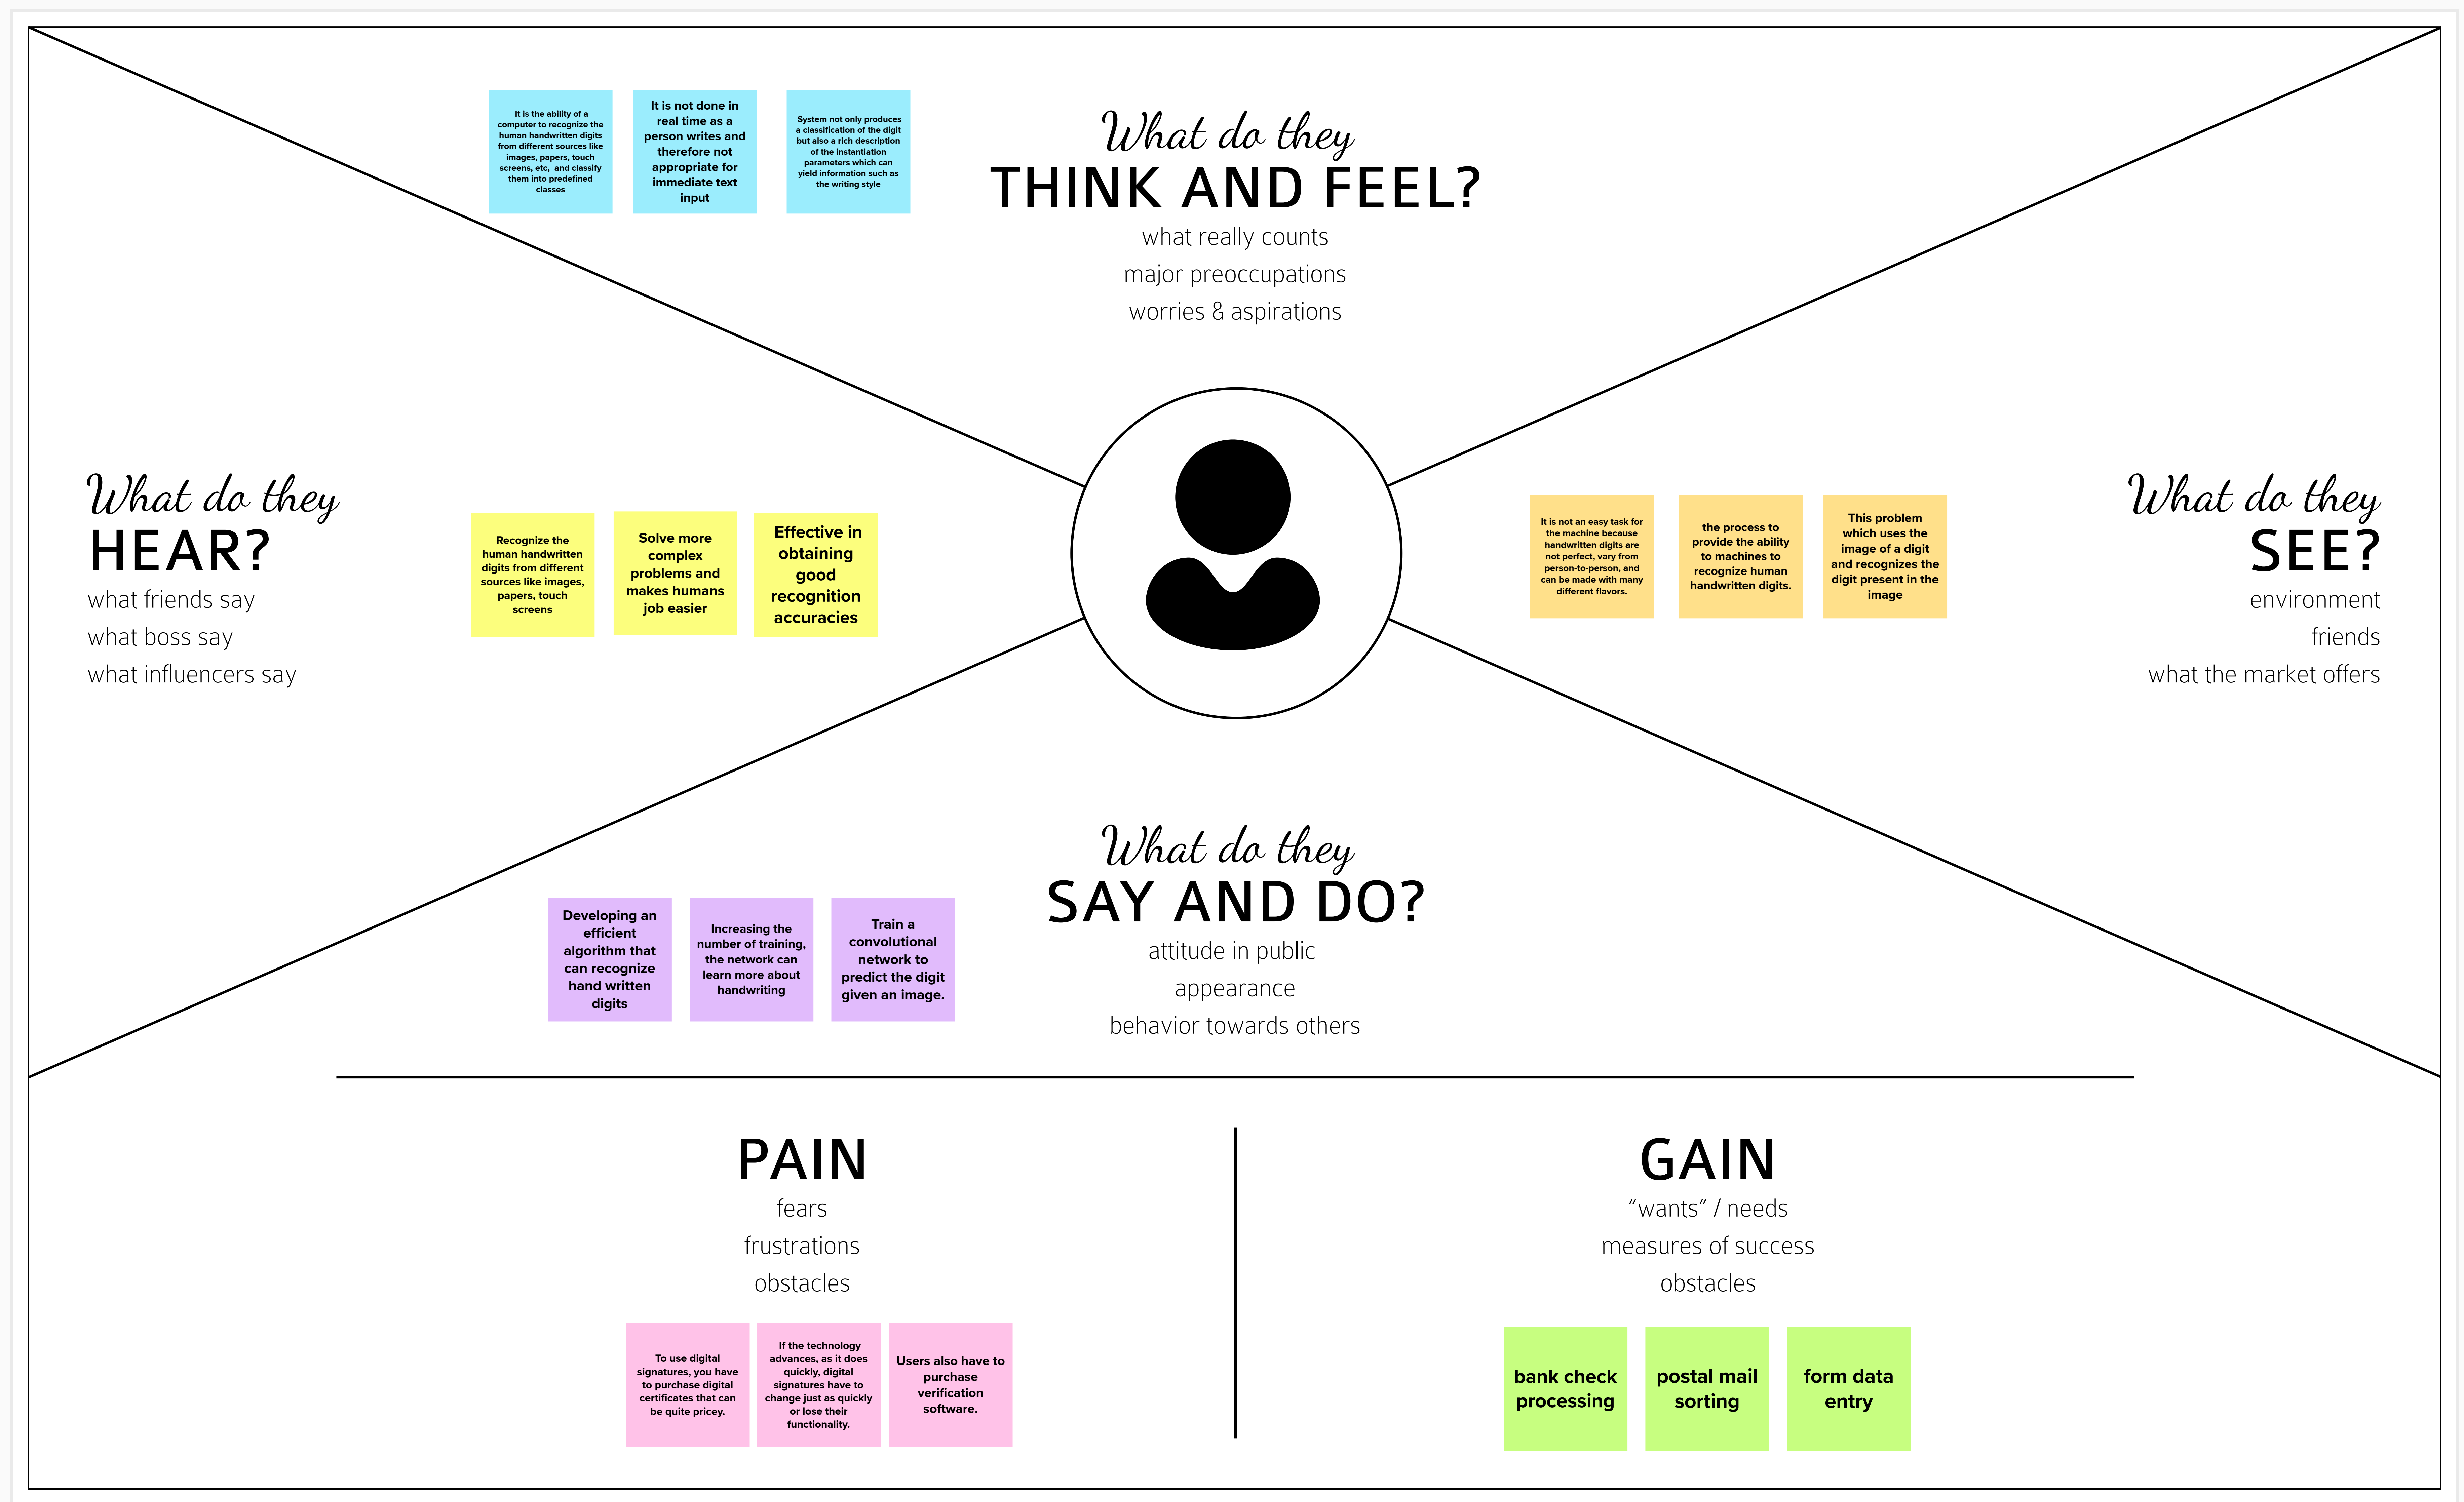 It is the ability of a
computer to recognize the
human handwritten digits
from different sources like
images, papers, touch
screens, etc,  and classify
them into predefined
classes
It is not done in
real time as a
person writes and
therefore not
appropriate for
immediate text
input
System not only produces
a classification of the digit
but also a rich description
of the instantiation
parameters which can
yield information such as
the writing style
What do they
THINK AND FEEL?
what really counts
major preoccupations
worries & aspirations
What do they
HEAR?
what friends say
what boss say
what influencers say
Recognize the
human handwritten
digits from different
sources like images,
papers, touch
screens
Solve more
complex
problems and
makes humans
job easier
Effective in
obtaining
good
recognition
accuracies
It is not an easy task for
the machine because
handwritten digits are
not perfect, vary from
person-to-person, and
can be made with many
different flavors.
the process to
provide the ability
to machines to
recognize human
handwritten digits.
This problem
which uses the
image of a digit
and recognizes the
digit present in the
image
What do they
SEE?
environment
friends
what the market offers
Developing an
efficient
algorithm that
can recognize
hand written
digits
Increasing the
number of training,
the network can
learn more about
handwriting
Train a
convolutional
network to
predict the digit
given an image.
What do they
SAY AND DO?
attitude in public
appearance
behavior towards others
PAIN
fears
frustrations
obstacles
To use digital
signatures, you have
to purchase digital
certificates that can
be quite pricey.
If the technology
advances, as it does
quickly, digital
signatures have to
change just as quickly
or lose their
functionality.
Users also have to
purchase
verification
software.
GAIN
“wants” / needs
measures of success
obstacles
bank check
processing
postal mail
sorting
form data
entry